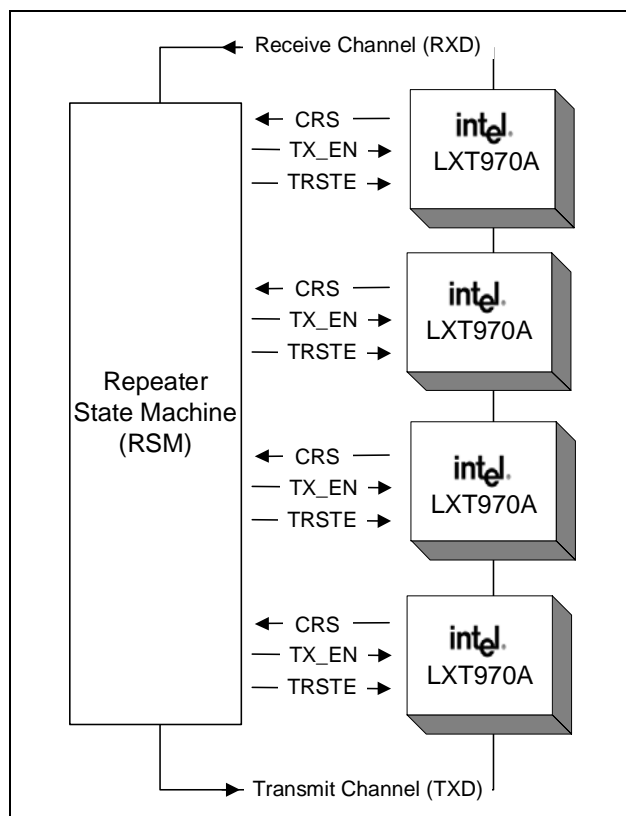 Receive Channel (RXD)
CRS
TX_EN
TRSTE
intel.
LXT970A
CRS
TX_EN
TRSTE
intel.
LXT970A
Repeater
State Machine
(RSM)
CRS
TX_EN
TRSTE
intel.
LXT970A
CRS
TX_EN
TRSTE
intel.
LXT970A
Transmit Channel (TXD)